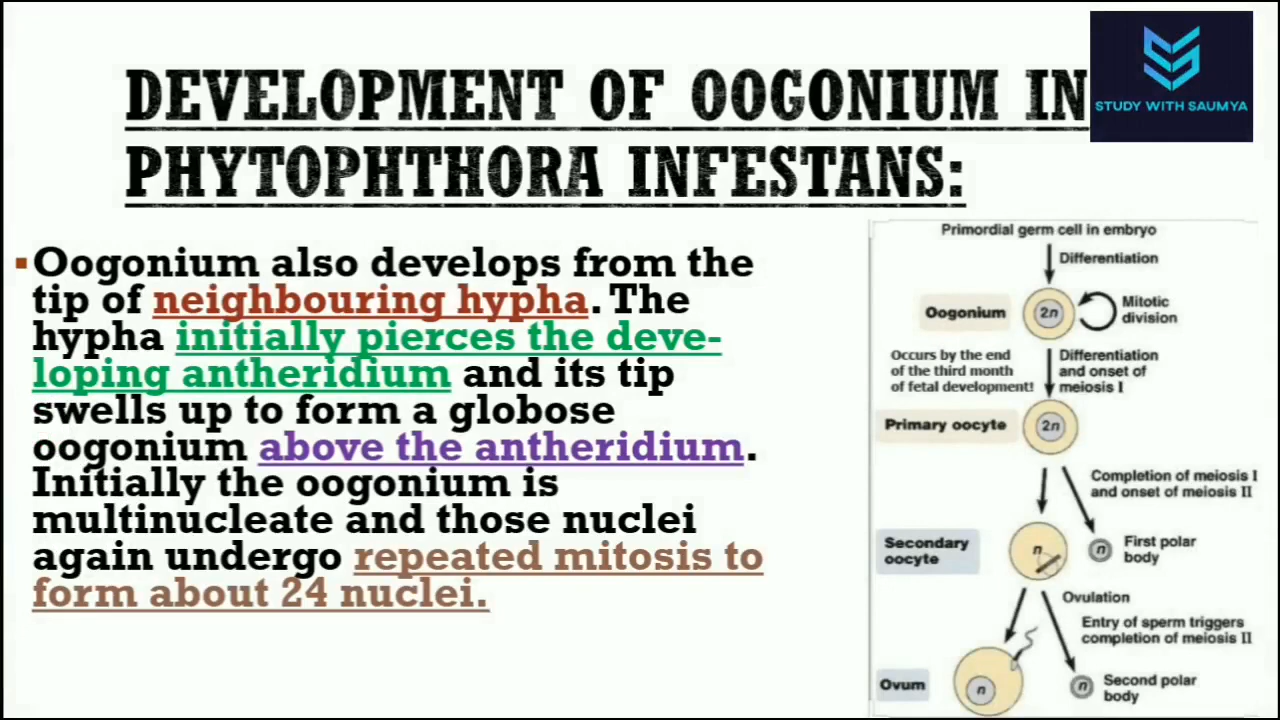 DEVELOPMENT OF OOGONIUM IN
PHYTOPHTHORA INFESTANS:
STUDY WITH SAUMYA
▪Oogonium also develops from the
tip of neighbouring hypha. The
hypha initially pierces the deve-
loping antheridium and its tip
swells up to form a globose
oogonium above the antheridium.
Initially the oogonium is
multinucleate and those nuclei
again undergo repeated mitosis to
form about 24 nuclei.
Primordial germ cell in embryo
Differentiation
Oogonium
2n
Mitotic
division
Occurs by the end
of the third month
of fetal development!
Differentiation
and onset of
meiosis I
Primary oocyte
2n
Completion of meiosis I
and onset of meiosis II
Secondary
oocyte
n
n
First polar
body
Ovulation
Entry of sperm triggers
completion of meiosis II
Ovum
n
n
Second polar
body